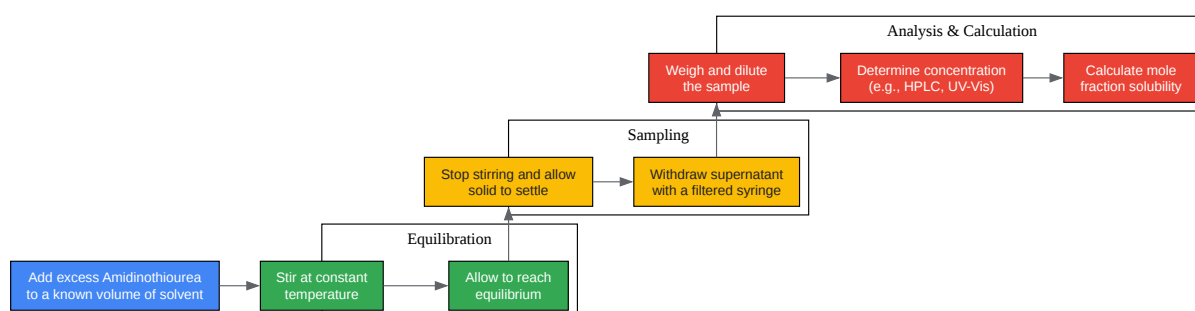 Analysis & Calculation
Weigh and dilute
the sample
Determine concentration
(e.g., HPLC, UV-Vis)
Calculate mole
fraction solubility
Sampling
Stop stirring and allow
solid to settle
Withdraw supernatant
with a filtered syringe
Equilibration
Add excess Amidinothiourea
to a known volume of solvent
Stir at constant
temperature
Allow to reach
equilibrium